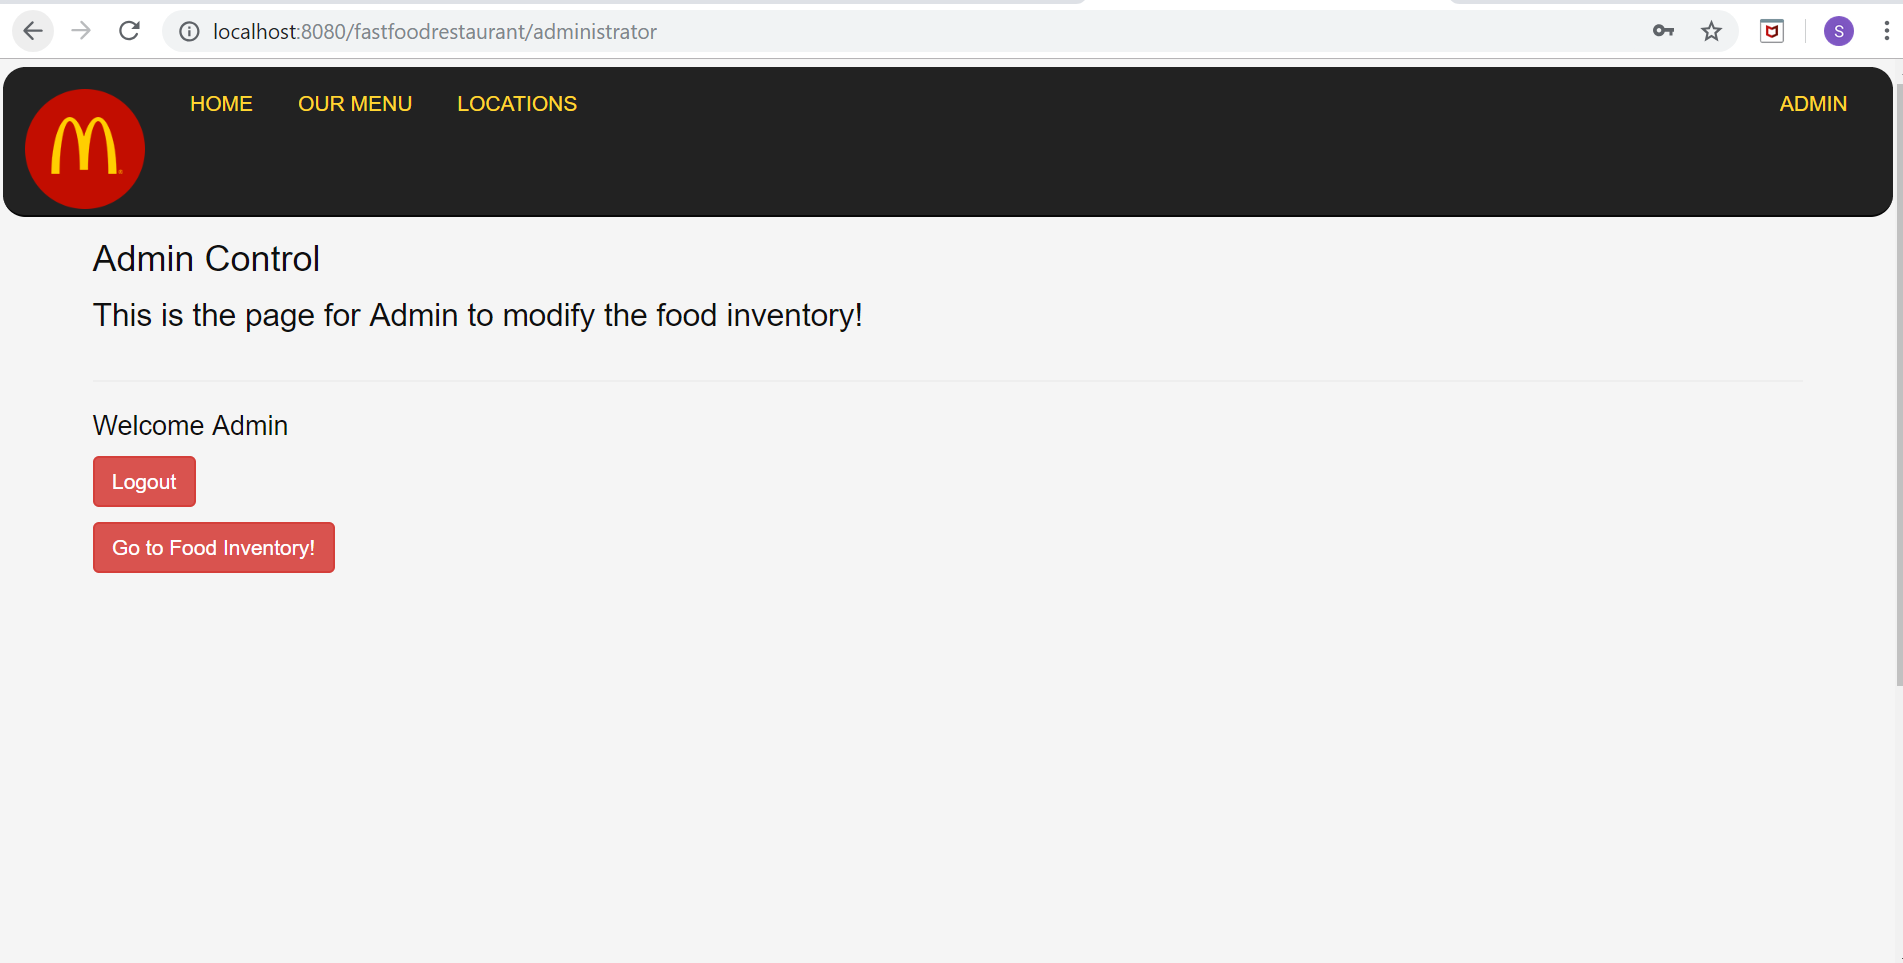 localhost:8080/fastfoodrestaurant/administrator
S
HOME OUR MENU LOCATIONS ADMIN
Admin Control
This is the page for Admin to modify the food inventory!
Welcome Admin
Logout
Go to Food Inventory!